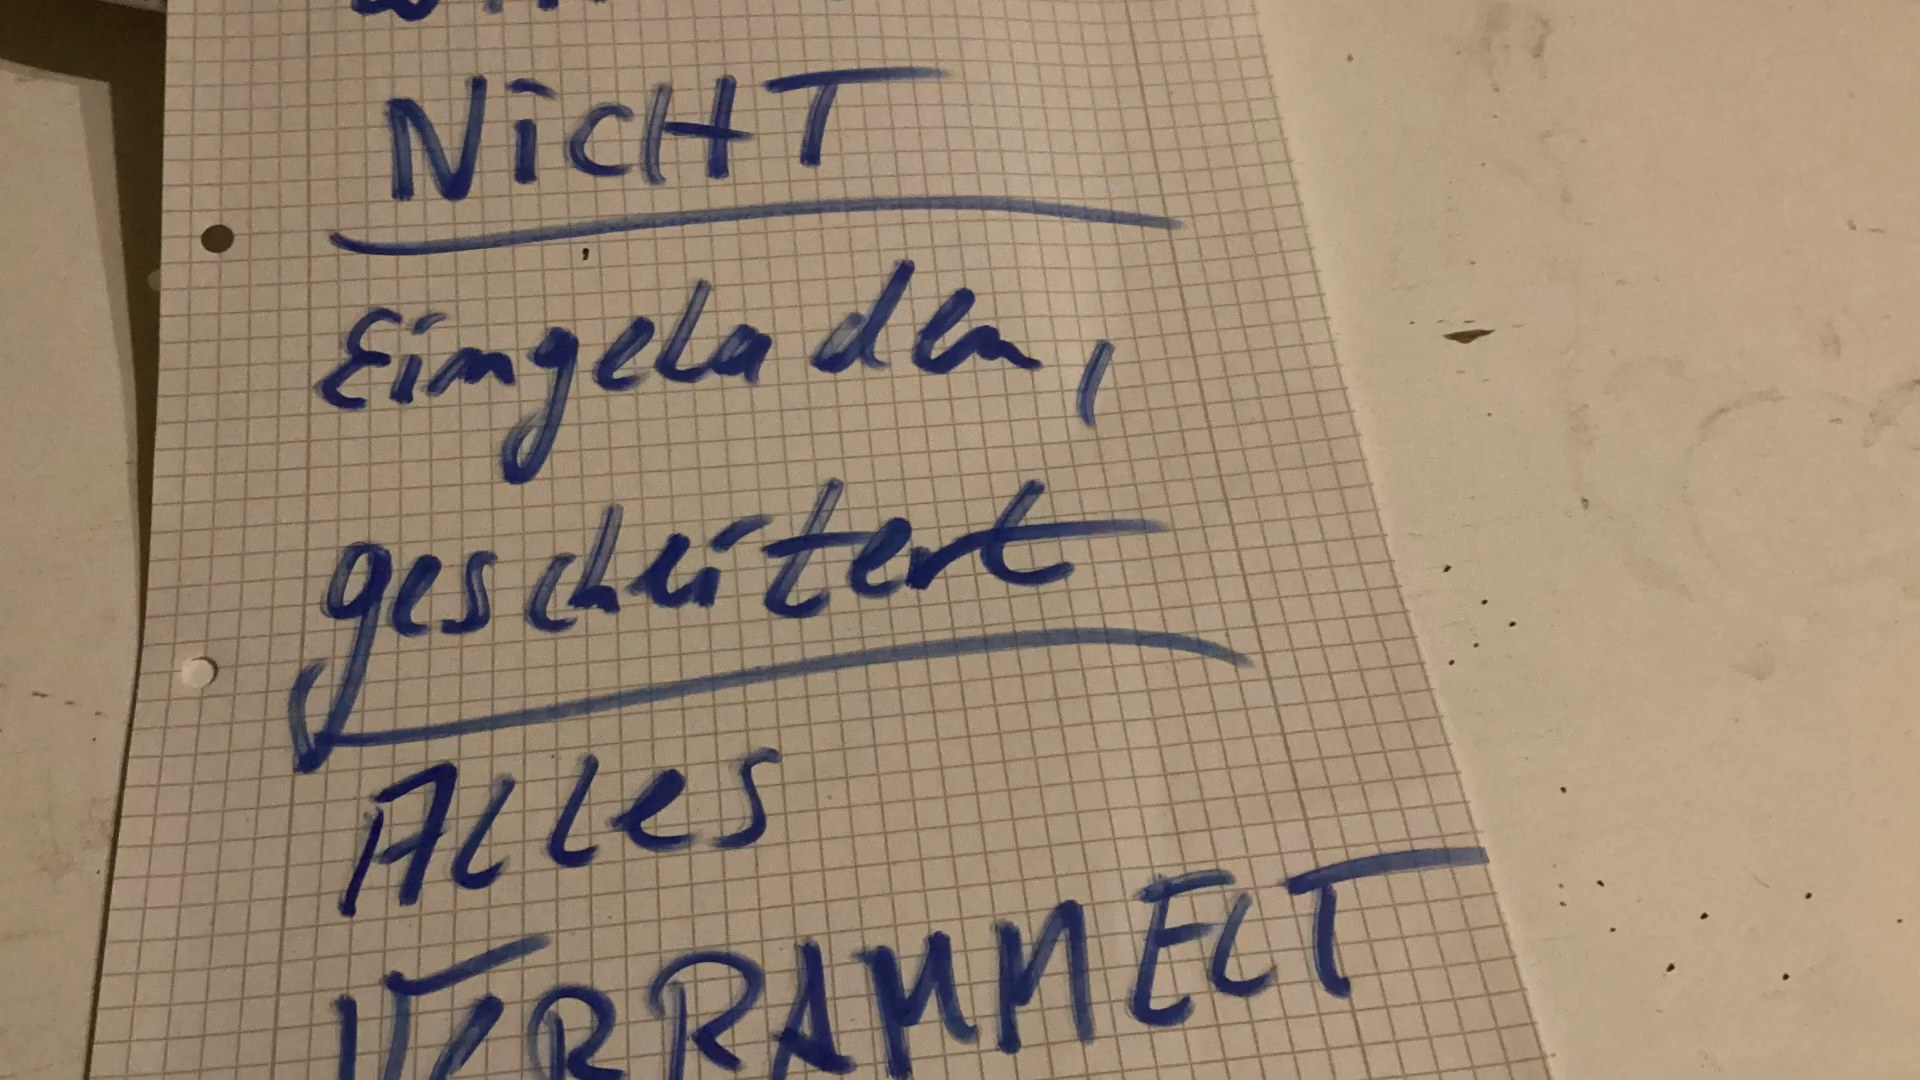 NiCHT
Eingeladen,
gescheitert
ALLes
VERRAMMELT